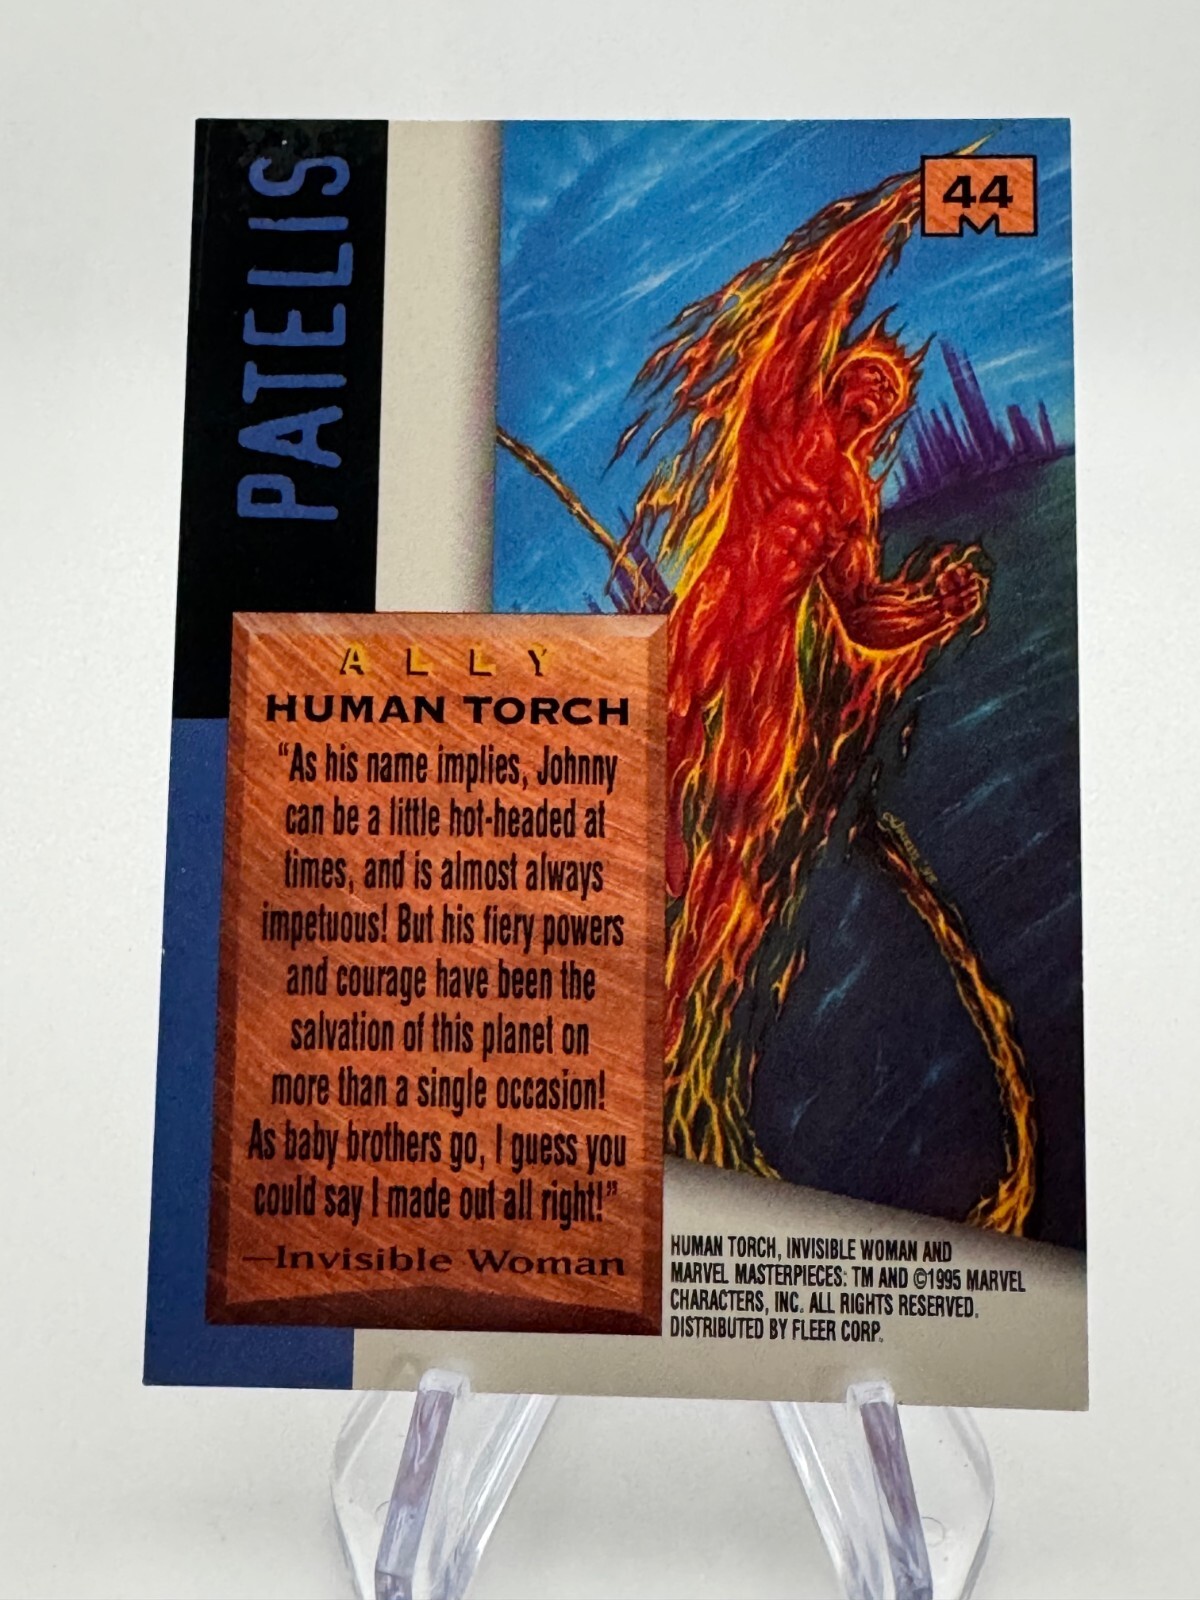 PATELIS
44
ALLY
HUMAN TORCH
"As his name implies, Johnny
can be a little hot-headed at
times, and is almost always
impetuous! But his fiery powers
and courage have been the
salvation of this planet on
more than a single occasion!
As baby brothers go, I guess you
could say I made out all right!"
—Invisible Woman
HUMAN TORCH, INVISIBLE WOMAN AND
MARVEL MASTERPIECES: TM AND ©1995 MARVEL
CHARACTERS, INC. ALL RIGHTS RESERVED.
DISTRIBUTED BY FLEER CORP.